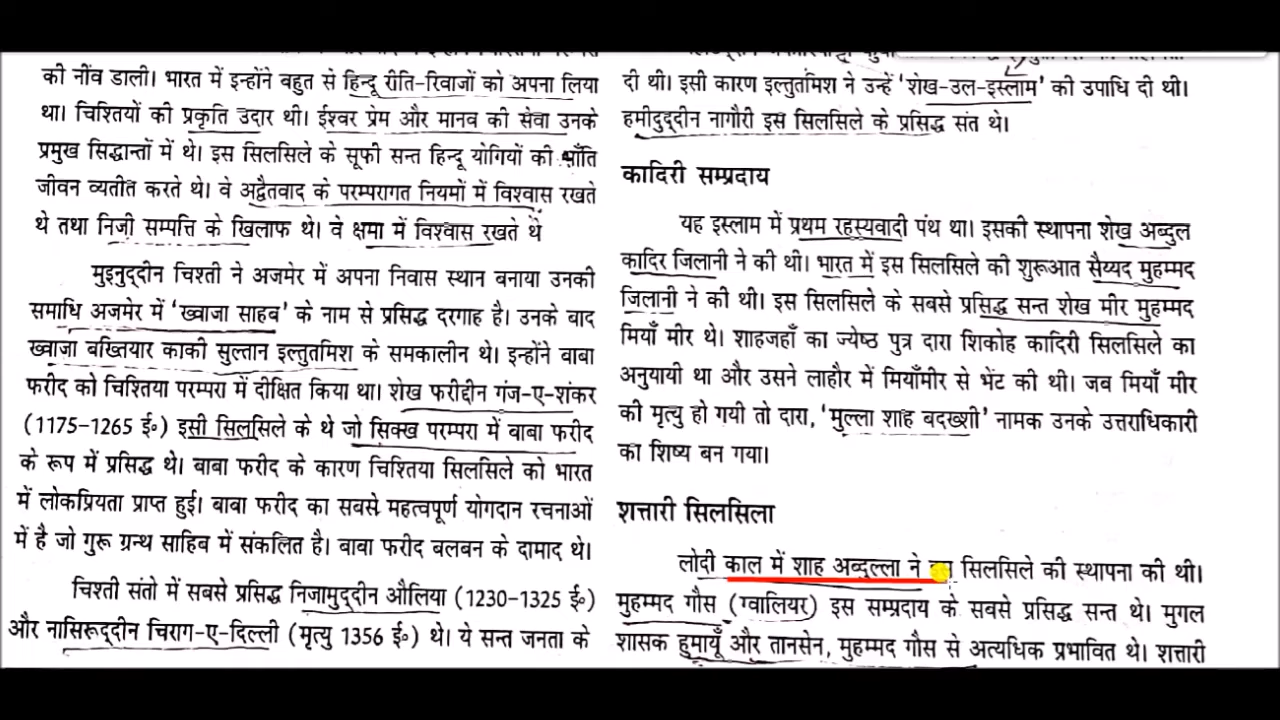 की नींव डाली। भारत में इन्होंने बहुत से हिन्दू रीति-रिवाजों को अपना लिया
था। चिश्तियों की प्रकृति उदार थी। ईश्वर प्रेम और मानव की सेवा उनके
प्रमुख सिद्धान्तों में थे। इस सिलसिले के सूफी सन्त हिन्दू योगियों की भाँति
जीवन व्यतीत करते थे। वे अद्वैतवाद के परम्परागत नियमों में विश्वास रखते
थे तथा निजी सम्पत्ति के खिलाफ थे। वे क्षमा में विश्वास रखते थे
मुइनुद्दीन चिश्ती ने अजमेर में अपना निवास स्थान बनाया उनकी
समाधि अजमेर में ‘ख्वाजा साहब’ के नाम से प्रसिद्ध दरगाह है। उनके बाद
ख्वाजा बख्तियार काकी सुल्तान इल्तुतमिश के समकालीन थे। इन्होंने बाबा
फरीद को चिश्तिया परम्परा में दीक्षित किया था। शेख फरीद्दीन गंज-ए-शंकर
(1175-1265 ई॰) इसी सिलसिले के थे जो सिक्ख परम्परा में बाबा फरीद
के रूप में प्रसिद्ध थे। बाबा फरीद के कारण चिश्तिया सिलसिले को भारत
में लोकप्रियता प्राप्त हुई। बाबा फरीद का सबसे महत्वपूर्ण योगदान रचनाओं
में है जो गुरू ग्रन्थ साहिब में संकलित है। बाबा फरीद बलबन के दामाद थे।
चिश्ती संतो में सबसे प्रसिद्ध निजामुद्दीन औलिया (1230-1325 ई॰)
और नासिरूद्दीन चिराग-ए-दिल्ली (मृत्यु 1356 ई॰) थे। ये सन्त जनता के
दी थी। इसी कारण इल्तुतमिश ने उन्हें ‘शेख-उल-इस्लाम’ की उपाधि दी थी।
हमीदुद्दीन नागौरी इस सिलसिले के प्रसिद्ध संत थे।
कादिरी सम्प्रदाय
यह इस्लाम में प्रथम रहस्यवादी पंथ था। इसकी स्थापना शेख अब्दुल
कादिर जिलानी ने की थी। भारत में इस सिलसिले की शुरूआत सैय्यद मुहम्मद
जिलानी ने की थी। इस सिलसिले के सबसे प्रसिद्ध सन्त शेख मीर मुहम्मद
मियाँ मीर थे। शाहजहाँ का ज्येष्ठ पुत्र दारा शिकोह कादिरी सिलसिले का
अनुयायी था और उसने लाहौर में मियाँमीर से भेंट की थी। जब मियाँ मीर
की मृत्यु हो गयी तो दारा, ‘मुल्ला शाह बदख्शी’ नामक उनके उत्तराधिकारी
का शिष्य बन गया।
शत्तारी सिलसिला
लोदी काल में शाह अब्दुल्ला ने सिलसिले की स्थापना की थी।
मुहम्मद गौस (ग्वालियर) इस सम्प्रदाय के सबसे प्रसिद्ध सन्त थे। मुगल
शासक हुमायूँ और तानसेन, मुहम्मद गौस से अत्यधिक प्रभावित थे। शत्तारी